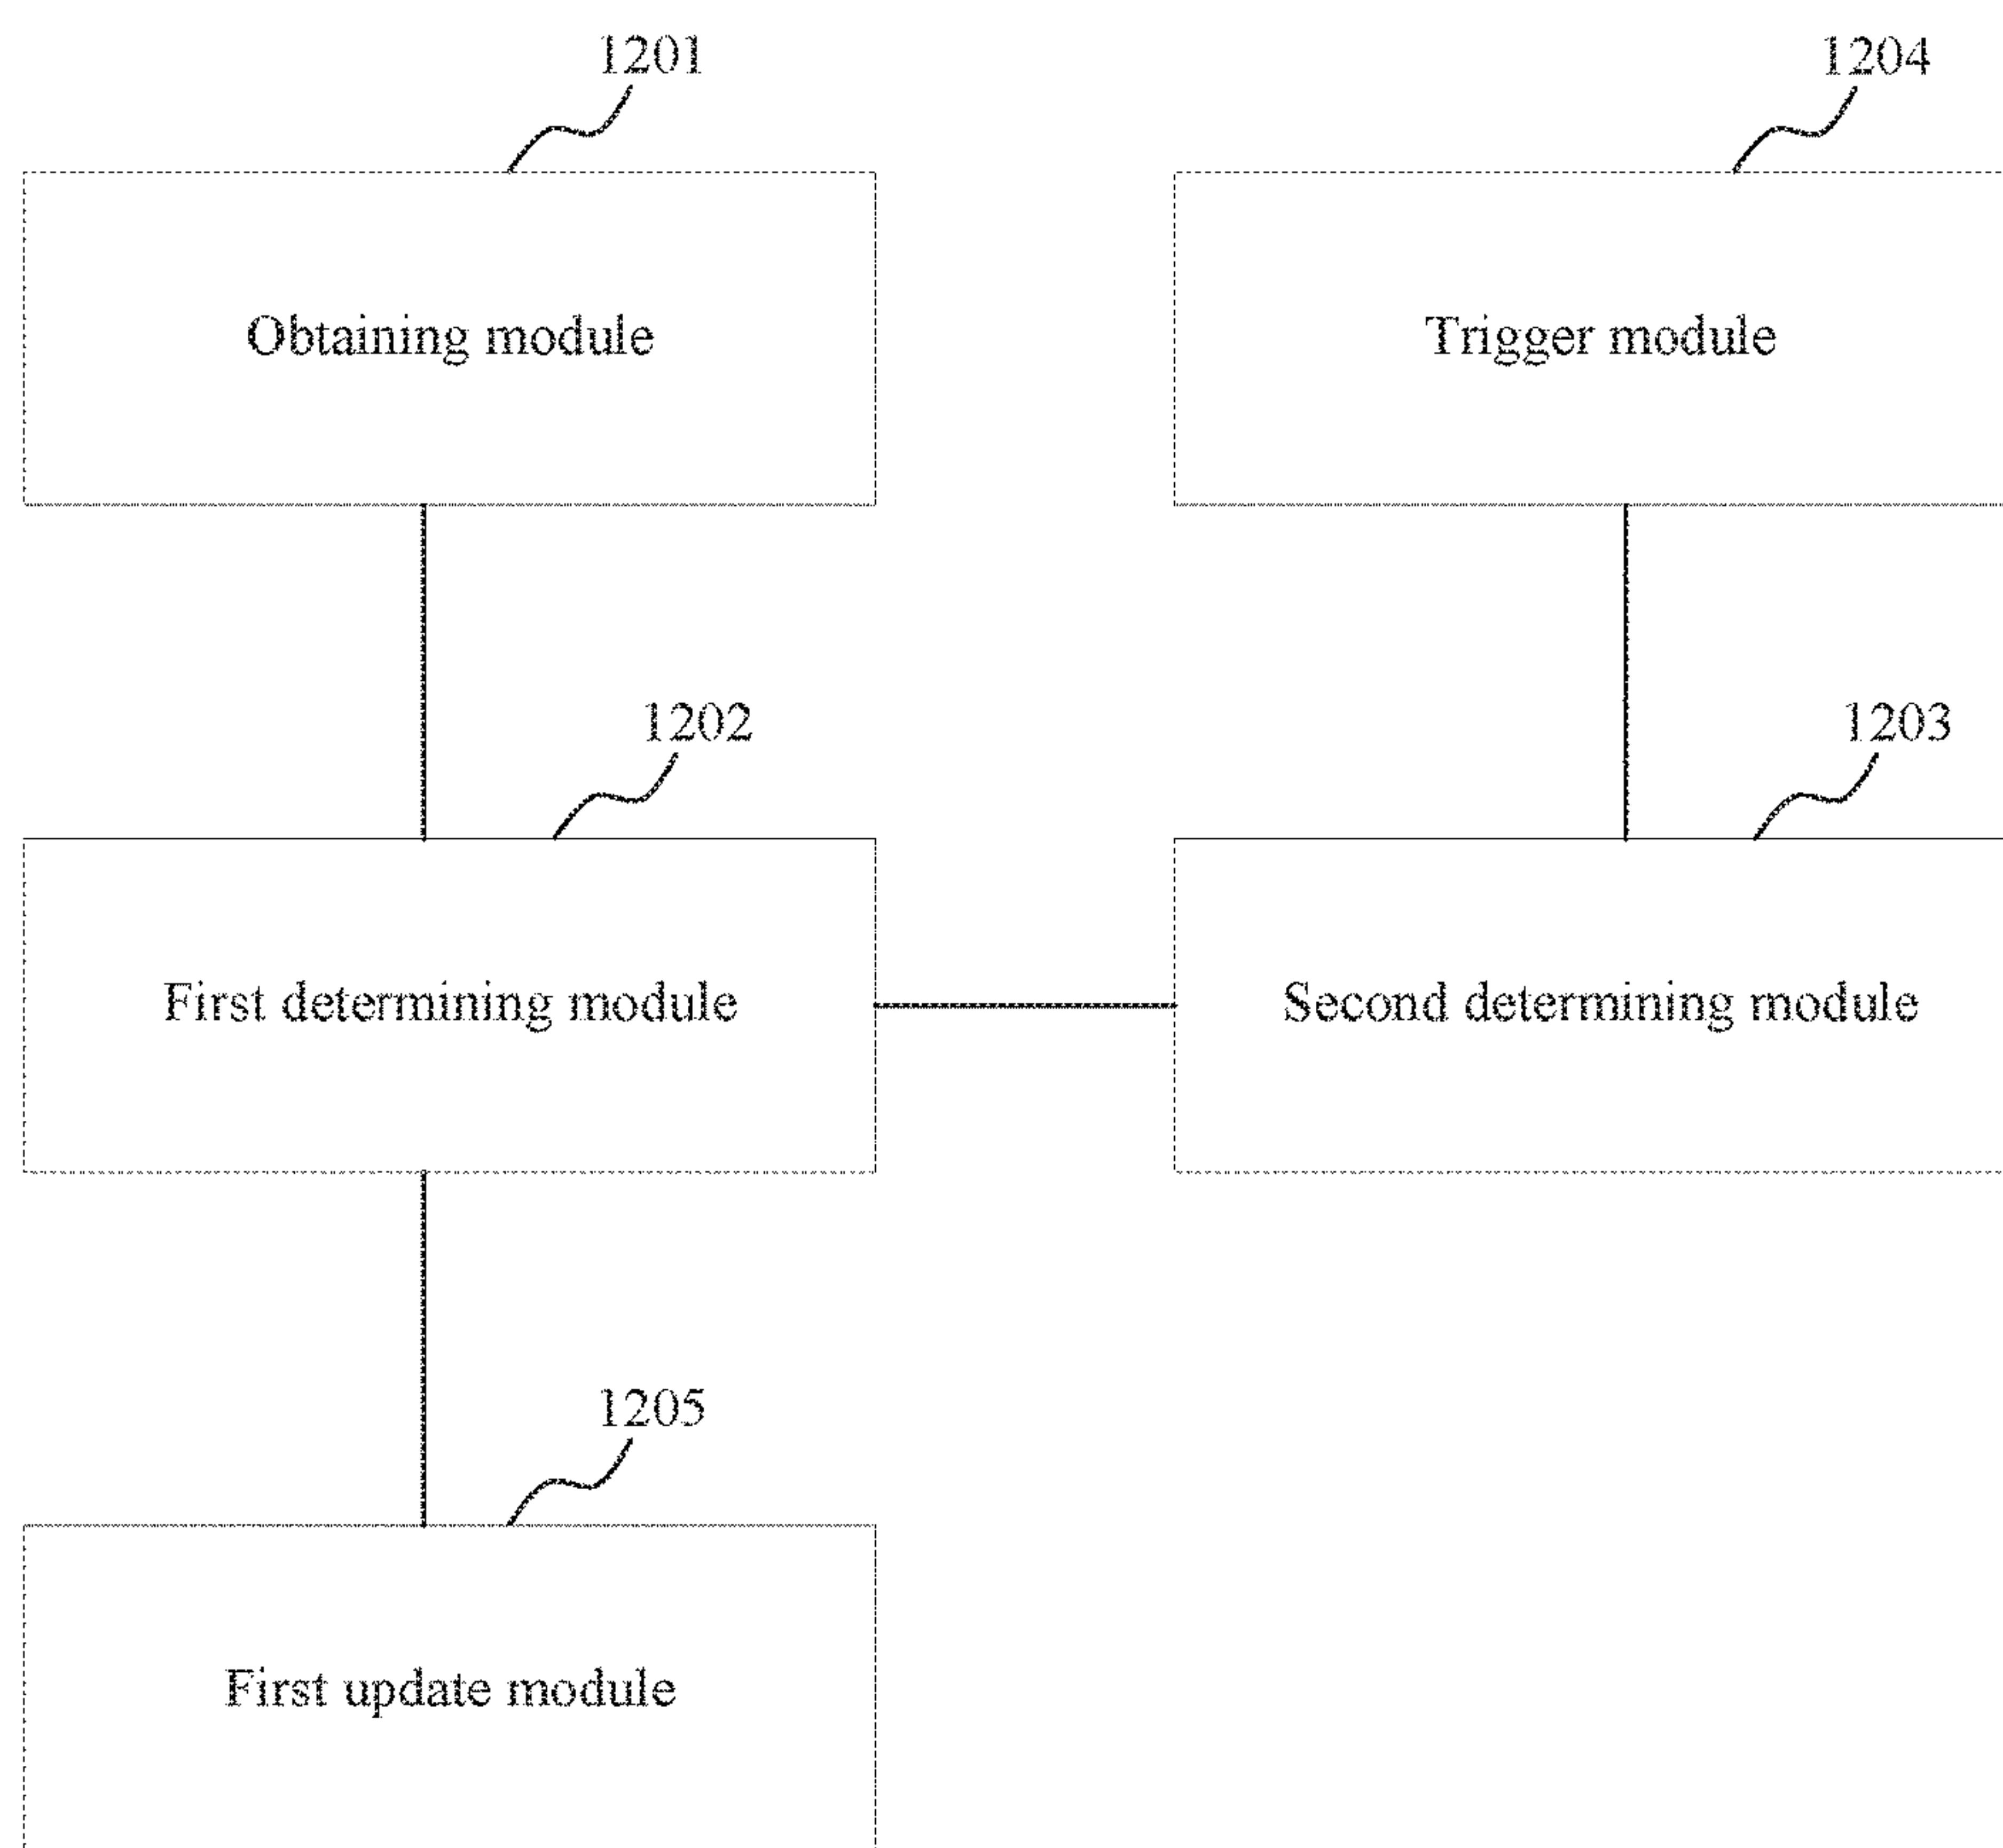 1201
1204
Obtaining module
Trigger module
1202
1203
First determining module
Second determining module
1205
First update module